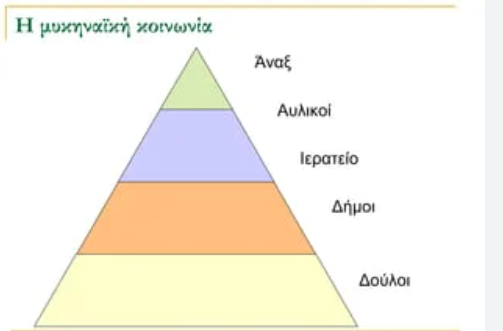 Η μυκηναϊκή κοινωνία
Άναξ
Αυλικοί
Ιερατείο
Δήμοι
Δούλοι